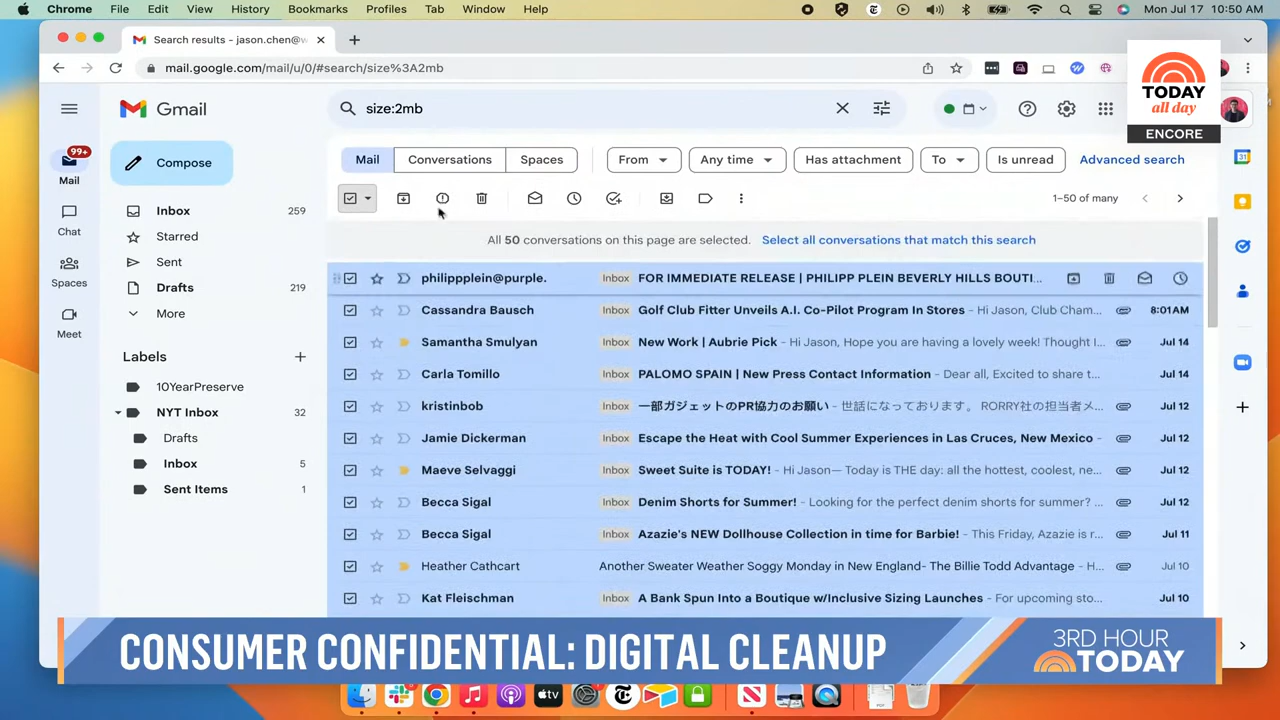 Chrome File Edit View History Bookmarks Profiles Tab Window Help Mon Jul 17 10:50 AM
Search results - jason.chen@w
mail.google.com/mail/u/0/#search/size%3A2mb
TODAY
all day
ENCORE
Gmail
size:2mb
99+
Mail
Chat
Spaces
Meet
Compose
Inbox 259
Starred
Sent
Drafts 219
More
Labels
10YearPreserve
NYT Inbox 32
Drafts
Inbox 5
Sent Items 1
Mail Conversations Spaces From Any time Has attachment To Is unread Advanced search
1–50 of many
All 50 conversations on this page are selected. Select all conversations that match this search
philippplein@purple. Inbox FOR IMMEDIATE RELEASE | PHILIPP PLEIN BEVERLY HILLS BOUTI...
Cassandra Bausch Inbox Golf Club Fitter Unveils A.I. Co-Pilot Program In Stores - Hi Jason, Club Cham... 8:01 AM
Samantha Smulyan Inbox New Work | Aubrie Pick - Hi Jason, Hope you are having a lovely week! Thought I... Jul 14
Carla Tomillo Inbox PALOMO SPAIN | New Press Contact Information - Dear all, Excited to share t... Jul 14
kristinbob Inbox 一部ガジェットのPR協力のお願い - 世話になっております。 RORRY社の担当者メ... Jul 12
Jamie Dickerman Inbox Escape the Heat with Cool Summer Experiences in Las Cruces, New Mexico - Jul 12
Maeve Selvaggi Inbox Sweet Suite is TODAY! - Hi Jason— Today is THE day: all the hottest, coolest, ne... Jul 12
Becca Sigal Inbox Denim Shorts for Summer! - Looking for the perfect denim shorts for summer? ... Jul 12
Becca Sigal Inbox Azazie's NEW Dollhouse Collection in time for Barbie! - This Friday, Azazie is r... Jul 11
Heather Cathcart Another Sweater Weather Soggy Monday in New England- The Billie Todd Advantage - H... Jul 10
Kat Fleischman Inbox A Bank Spun Into a Boutique w/Inclusive Sizing Launches - For upcoming sto... Jul 10
CONSUMER CONFIDENTIAL: DIGITAL CLEANUP
3RD HOUR
TODAY
tv